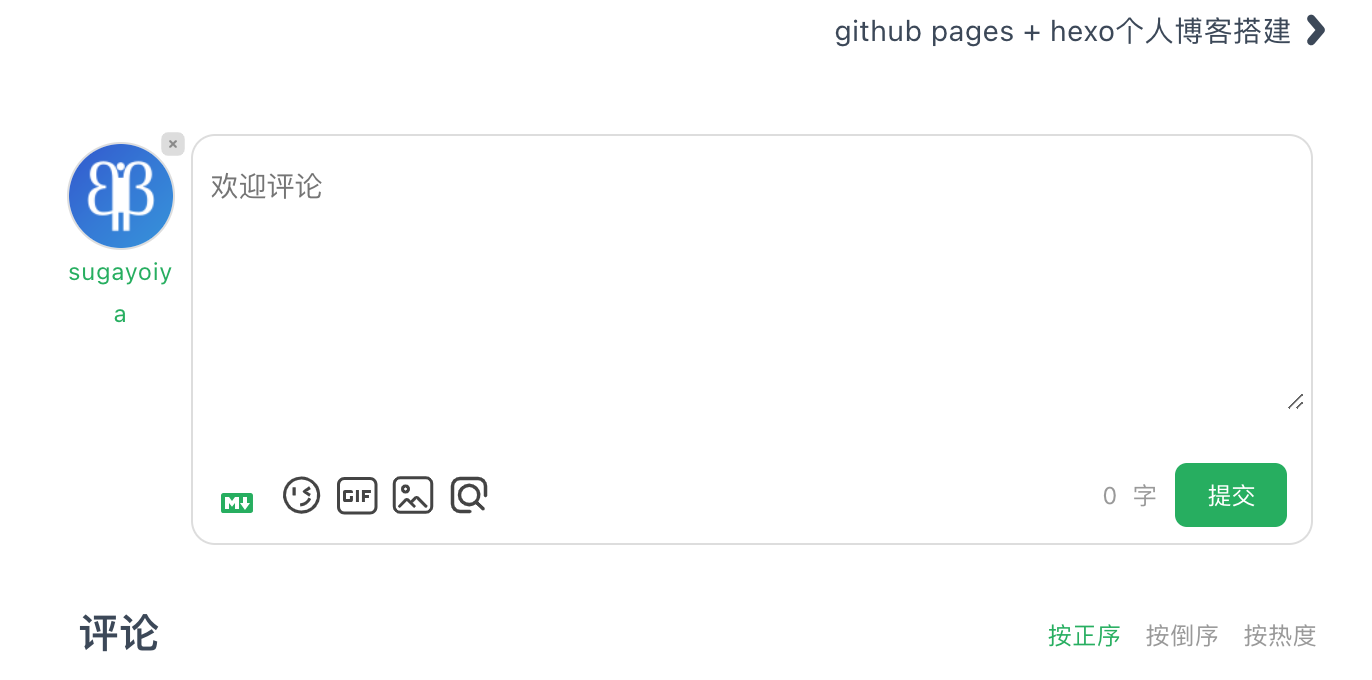 github pages + hexo个人博客搭建
欢迎评论
sugayoiy
a
M↓
GIF
0 字
提交
评论
按正序 按倒序 按热度